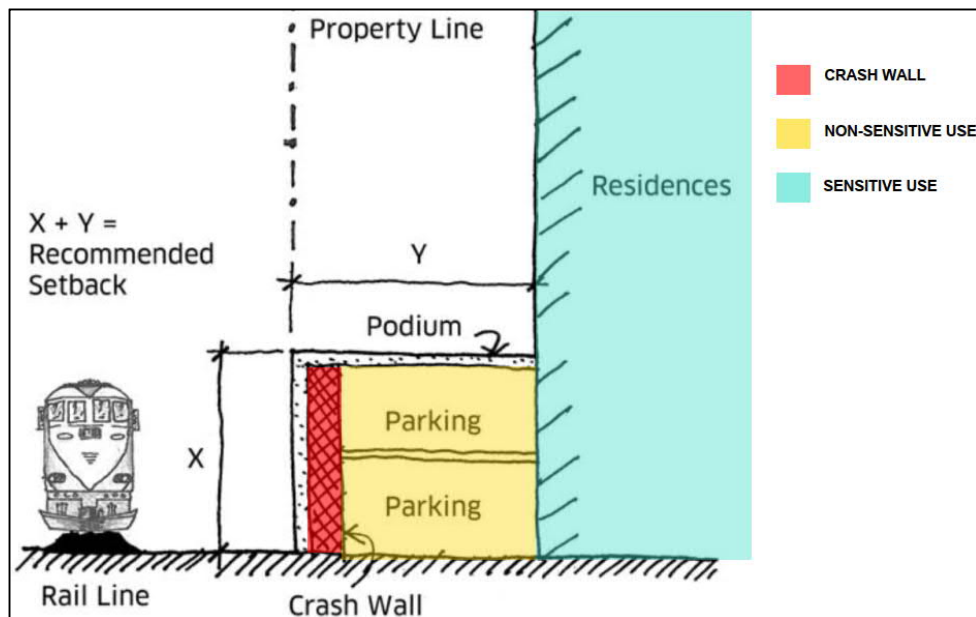 Property Line
CRASH WALL
NON-SENSITIVE USE
SENSITIVE USE
Residences
X + Y =
Recommended
Setback
Y
Podium
X
Parking
Parking
Rail Line
Crash Wall